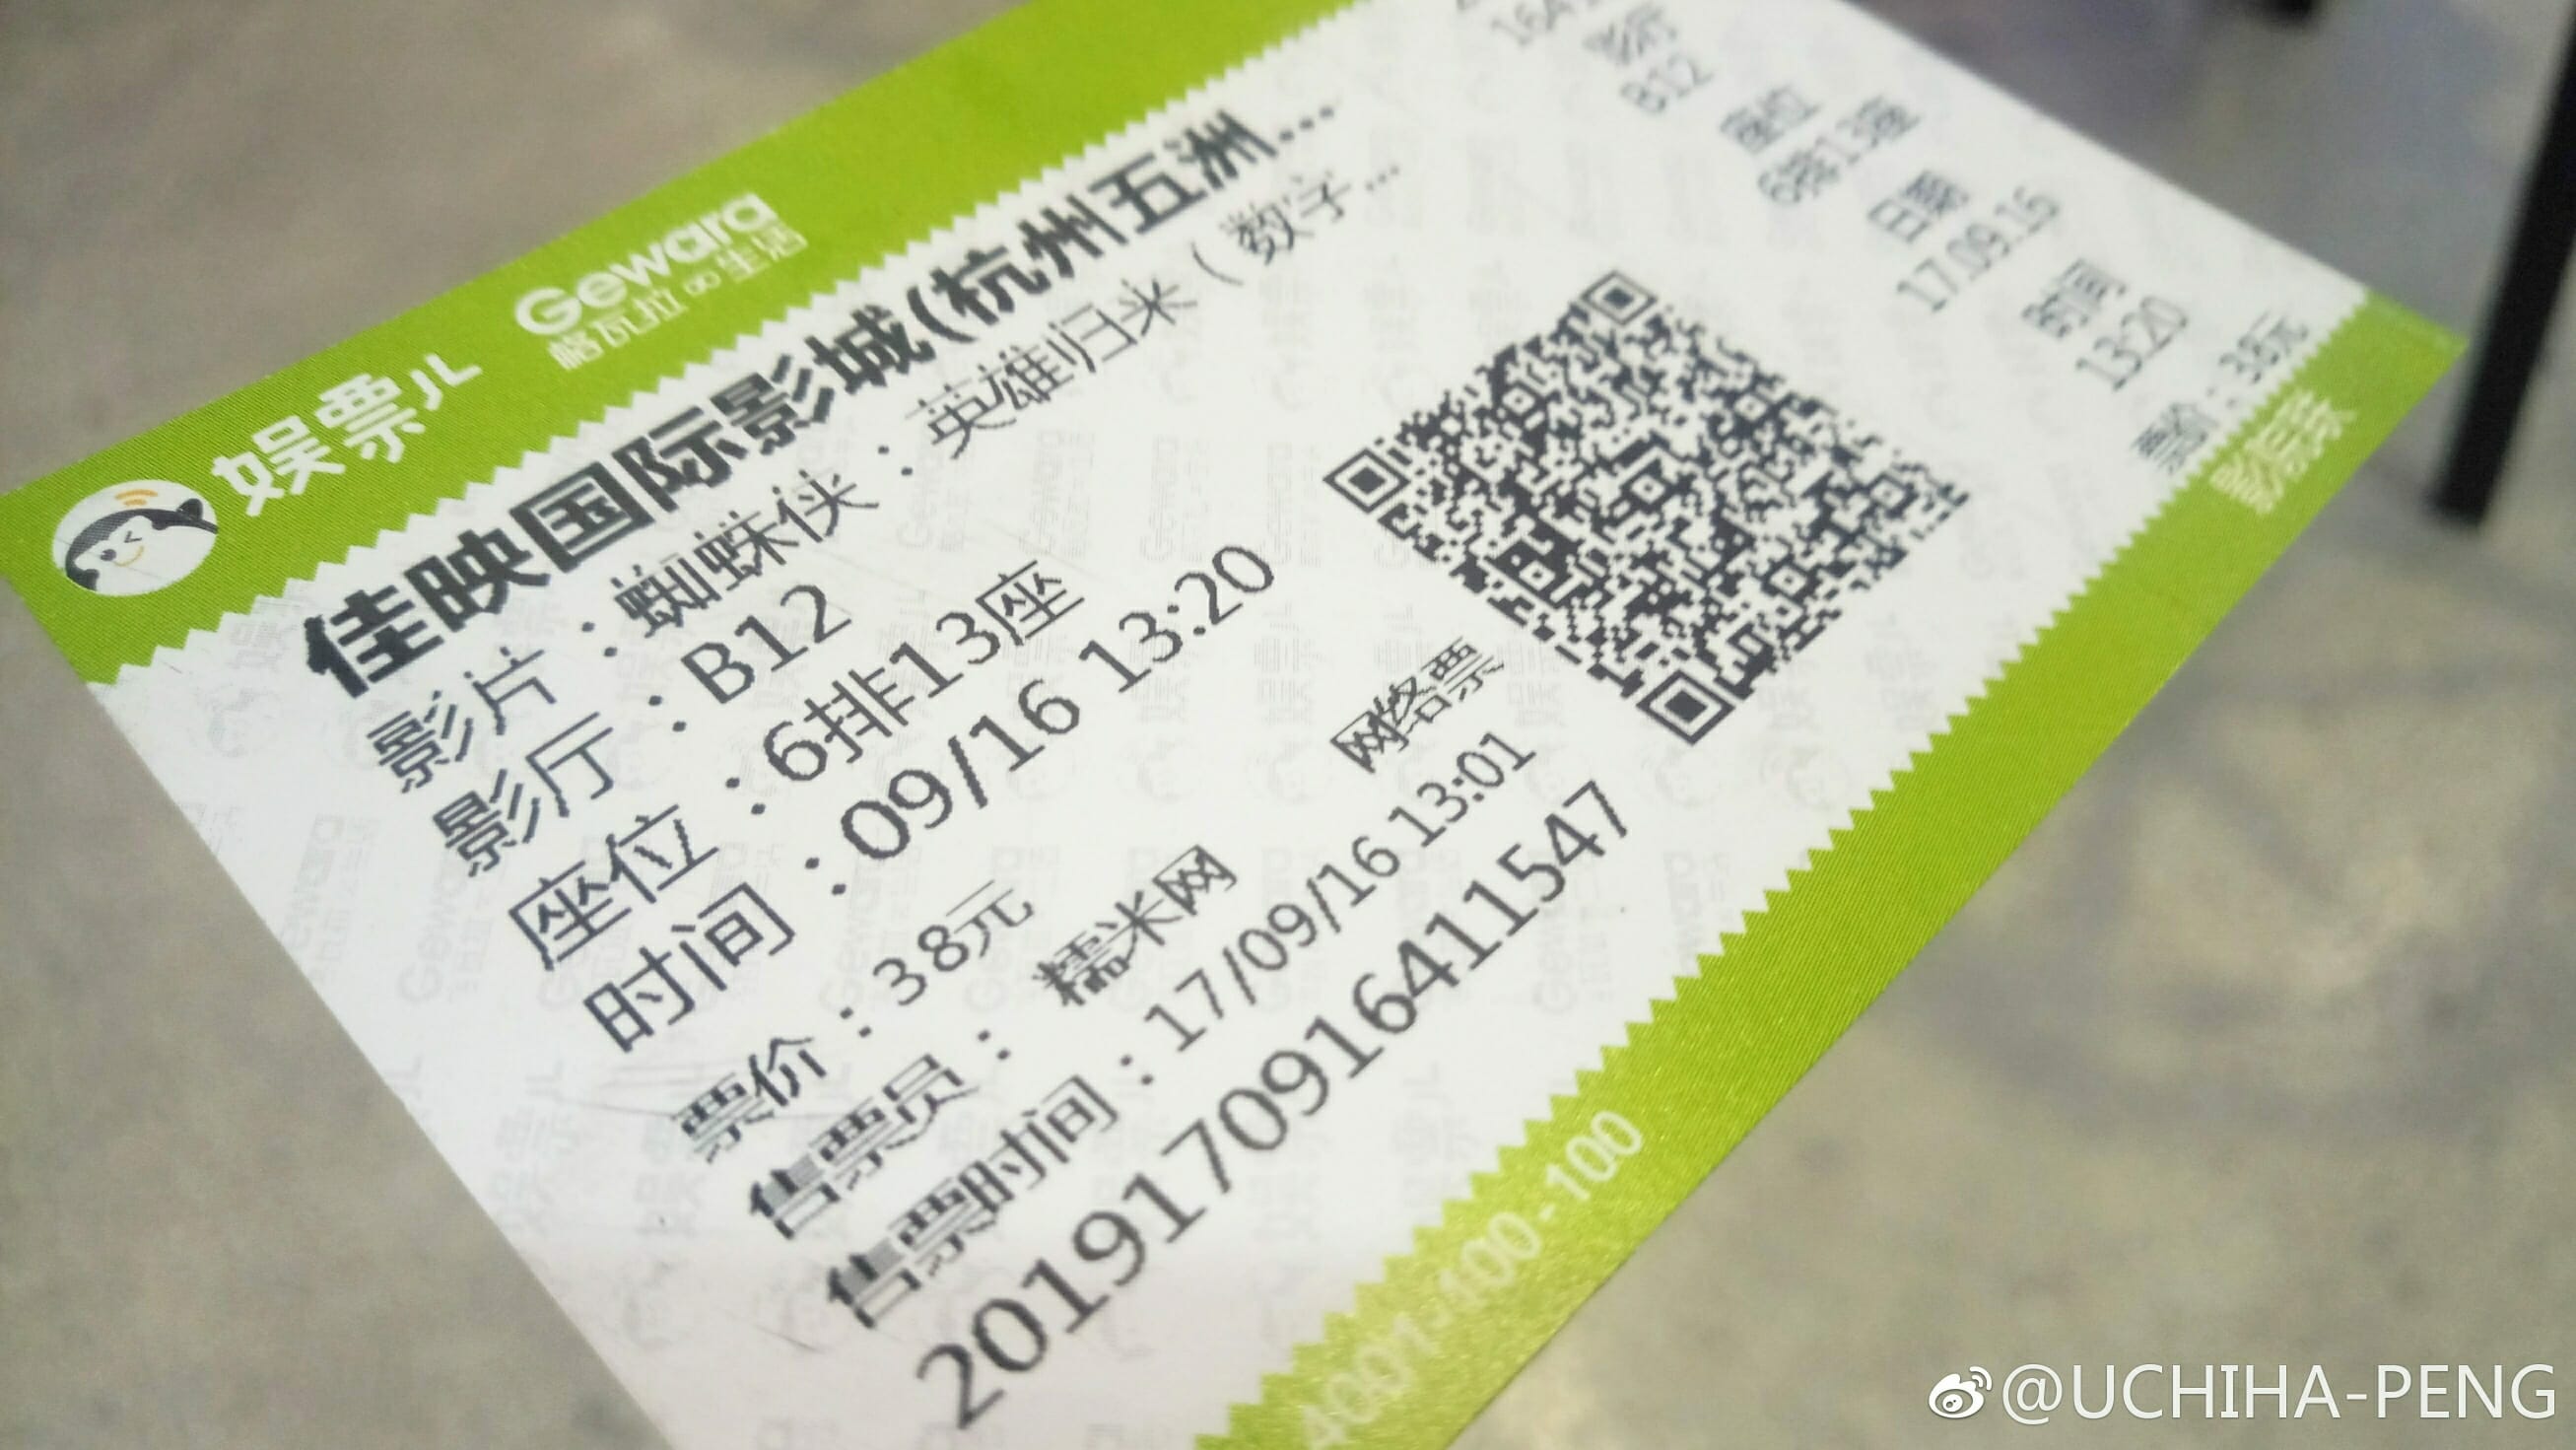 娱票儿
Gewara
格瓦拉∞生活
佳映国际影城(杭州五洲...
影片：蜘蛛侠：英雄归来（数字...
影厅：B12
座位：6排13座
时间：09/16 13:20
网络票
票价：38元
售票员： 糯米网
售票时间：17/09/16 13:01
2019170916411547
影厅
B12
座位
6排13座
日期
17.09.16
时间
13:20
票价：38元
影票联
4001-100-100
@UCHIHA-PENG